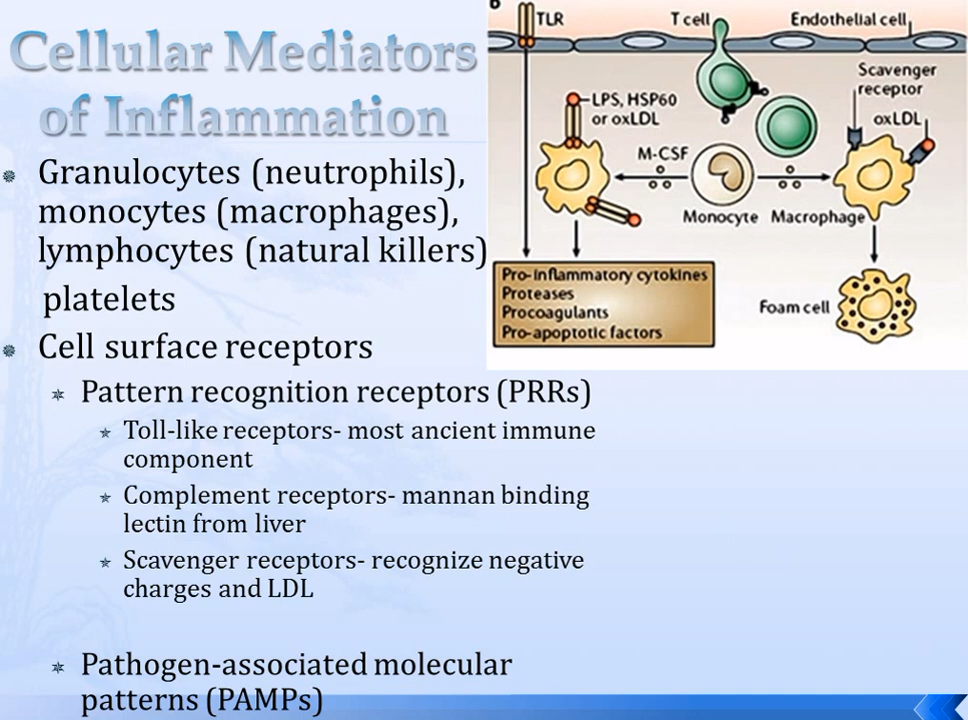 Cellular Mediators
of Inflammation
Granulocytes (neutrophils),
monocytes (macrophages),
lymphocytes (natural killers)
platelets
Cell surface receptors
Pattern recognition receptors (PRRs)
Toll-like receptors- most ancient immune
component
Complement receptors- mannan binding
lectin from liver
Scavenger receptors- recognize negative
charges and LDL
Pathogen-associated molecular
patterns (PAMPs)
b
TLR
T cell
Endothelial cell
Scavenger
receptor
LPS, HSP60
or oxLDL
oxLDL
M-CSF
Monocyte
Macrophage
Pro-inflammatory cytokines
Proteases
Procoagulants
Pro-apoptotic factors
Foam cell